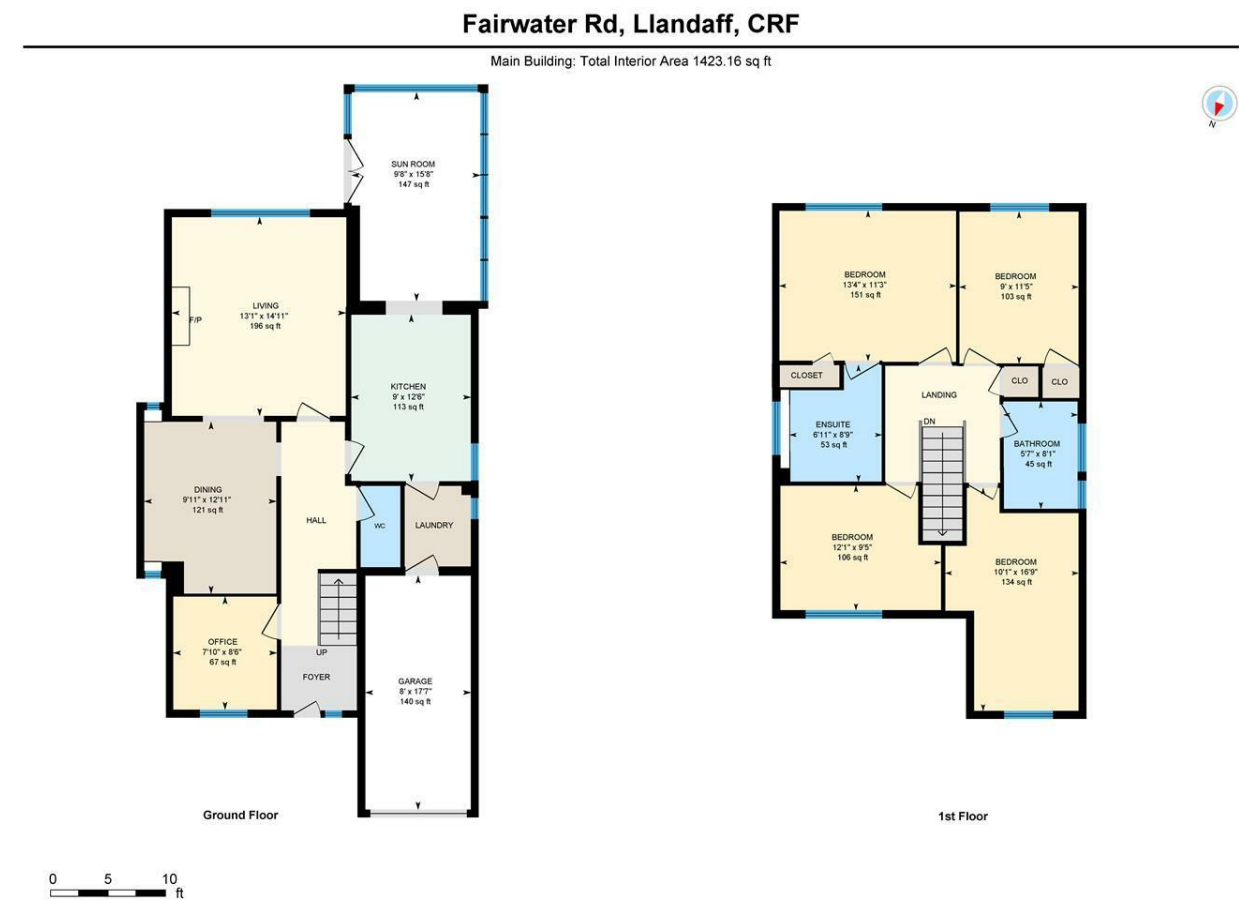 Fairwater Rd, Llandaff, CRF
Main Building: Total Interior Area 1423.16 sq ft
N
SUN ROOM
9'8" x 15'8"
147 sq ft
LIVING
13'1" x 14'11"
196 sq ft
F/P
KITCHEN
9' x 12'6"
113 sq ft
DINING
9'11" x 12'11"
121 sq ft
HALL
WC
LAUNDRY
OFFICE
7'10" x 8'6"
67 sq ft
UP
FOYER
GARAGE
8' x 17'7"
140 sq ft
Ground Floor
BEDROOM
13'4" x 11'3"
151 sq ft
BEDROOM
9' x 11'5"
103 sq ft
CLOSET
CLO
CLO
LANDING
DN
ENSUITE
6'11" x 8'9"
53 sq ft
BATHROOM
5'7" x 8'1"
45 sq ft
BEDROOM
12'1" x 9'5"
106 sq ft
BEDROOM
10'1" x 16'9"
134 sq ft
1st Floor
0 5 10
ft